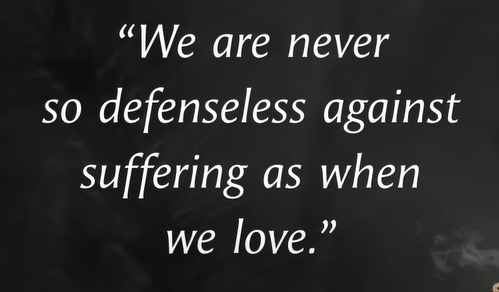 “We are never
so defenseless against
suffering as when
we love.”